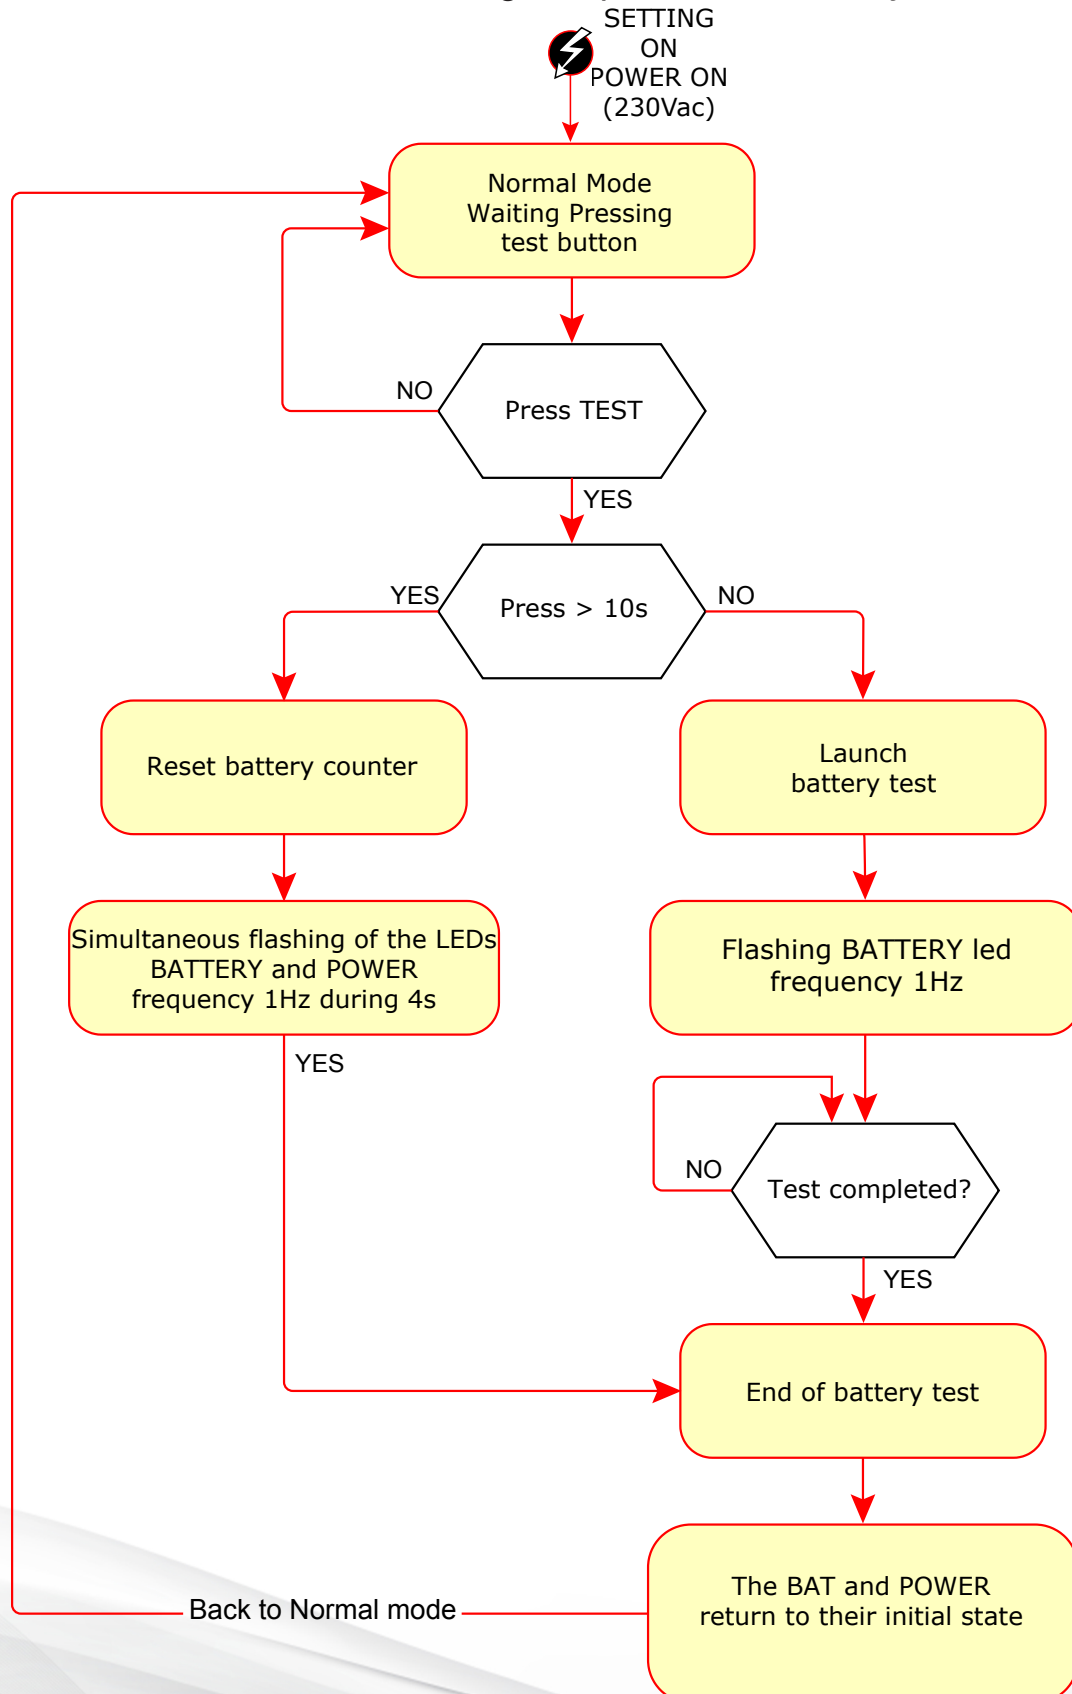 SETTING
ON
POWER ON
(230Vac)
Normal Mode
Waiting Pressing
test button
NO
Press TEST
YES
YES
Press > 10s
NO
Reset battery counter
Launch
battery test
Simultaneous flashing of the LEDs
BATTERY and POWER
frequency 1Hz during 4s
Flashing BATTERY led
frequency 1Hz
YES
NO
Test completed?
YES
End of battery test
The BAT and POWER
return to their initial state
Back to Normal mode